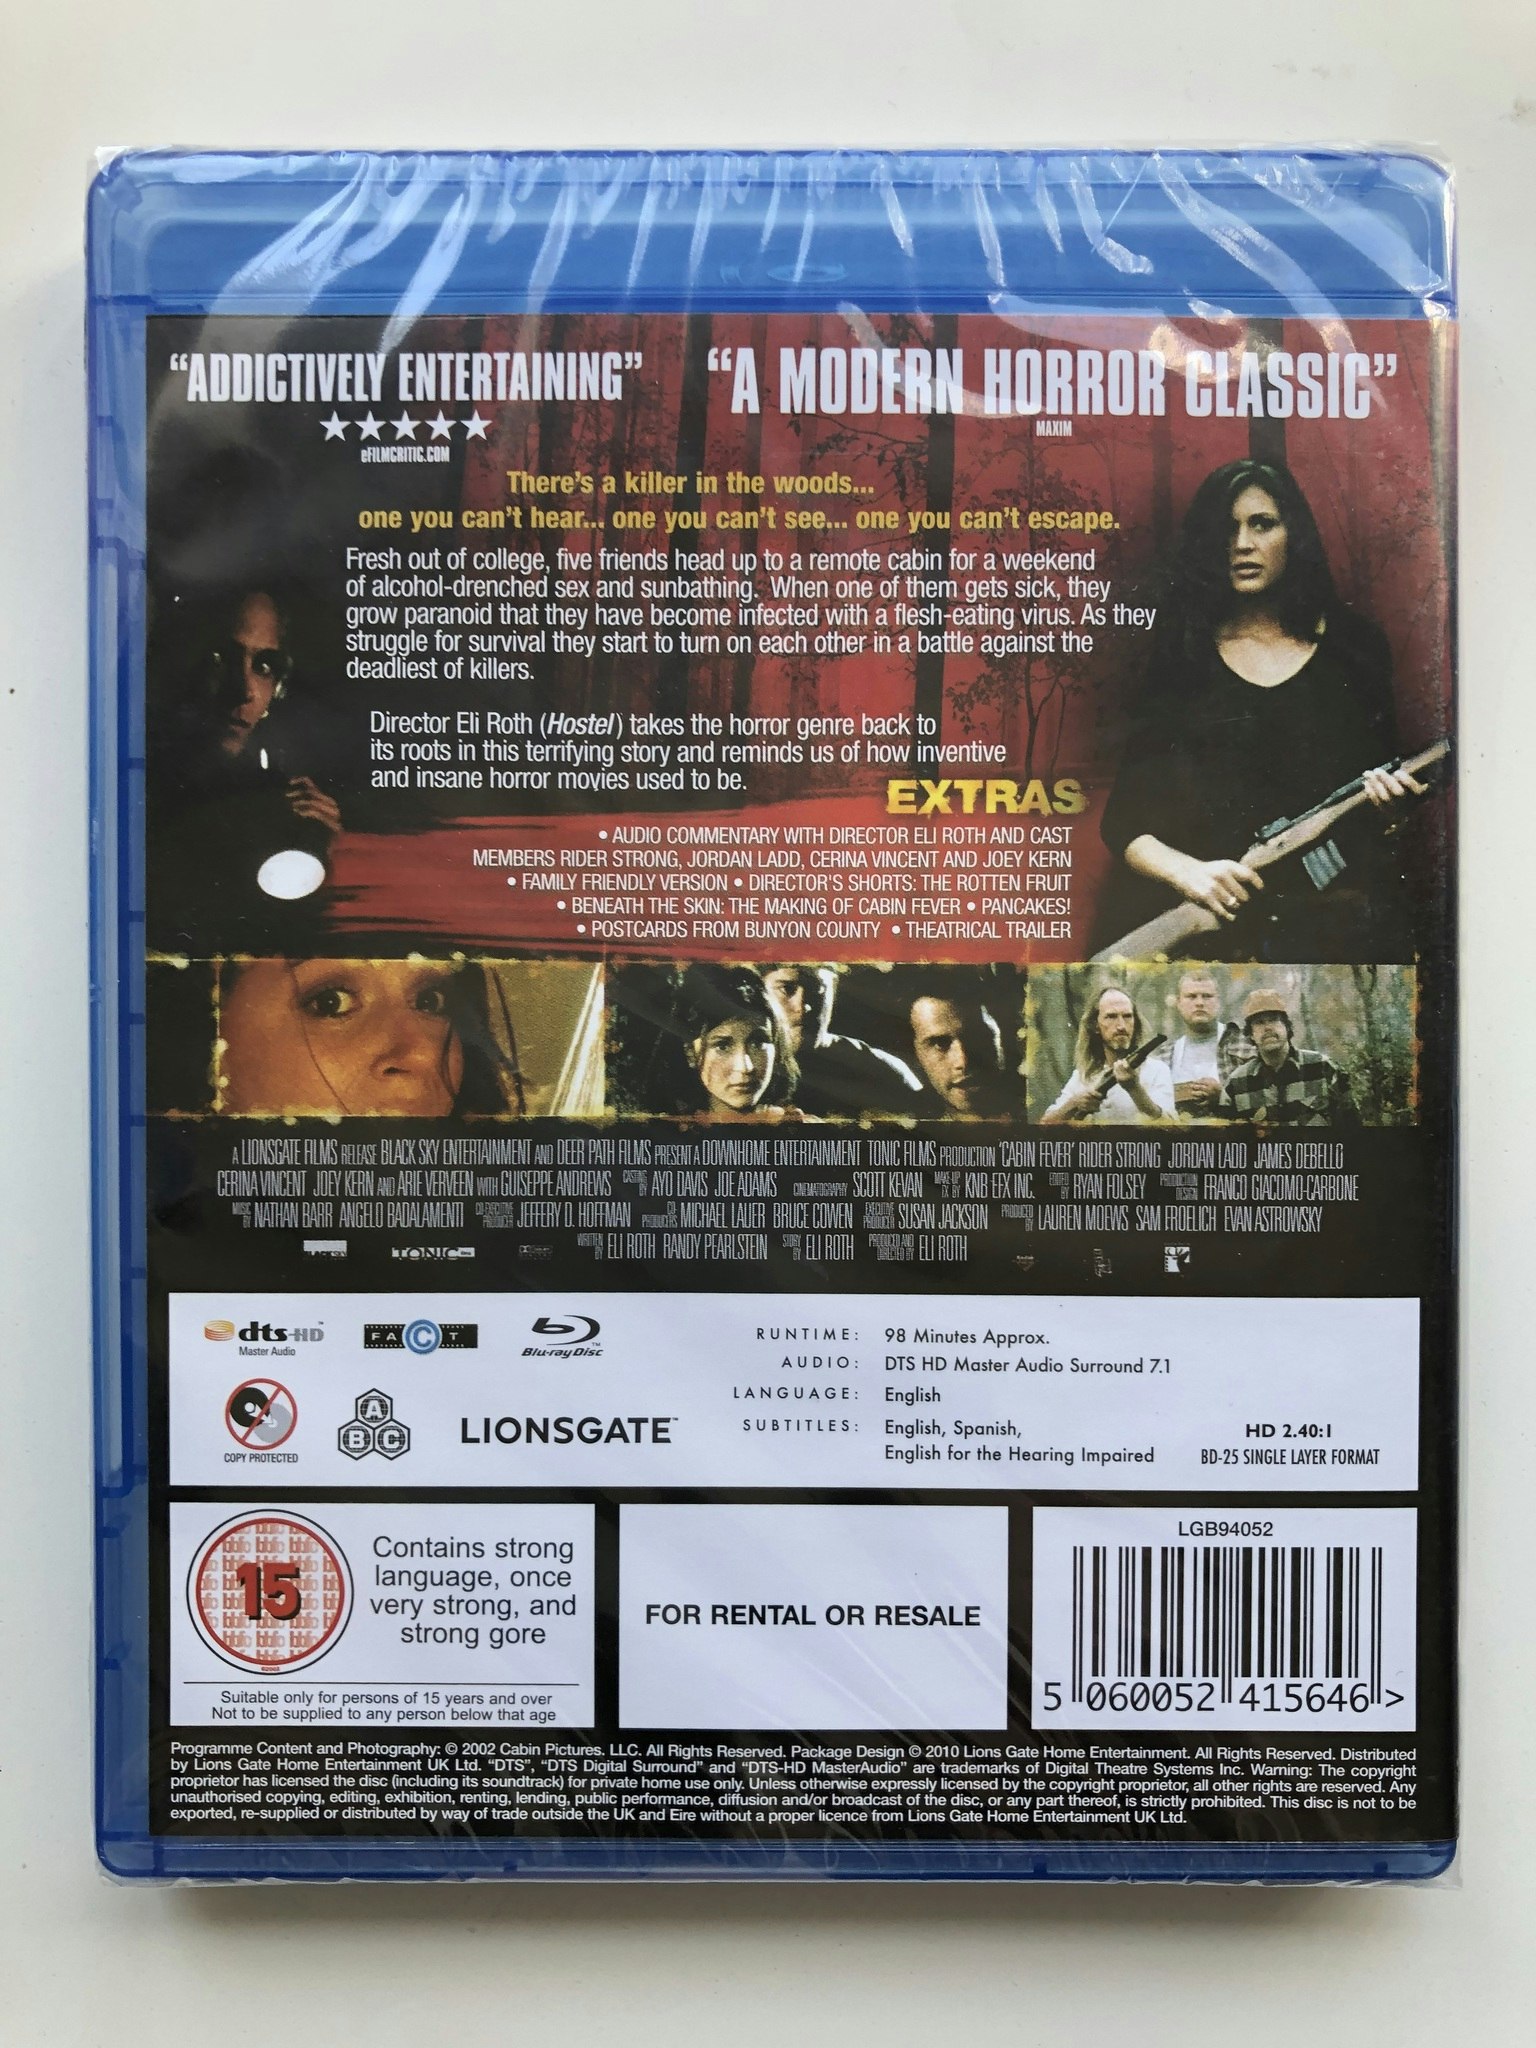 “ADDICTIVELY ENTERTAINING”
eFILMCRITIC.COM
“A MODERN HORROR CLASSIC”
MAXIM
There's a killer in the woods...
one you can't hear... one you can't see... one you can't escape.
Fresh out of college, five friends head up to a remote cabin for a weekend
of alcohol-drenched sex and sunbathing. When one of them gets sick, they
grow paranoid that they have become infected with a flesh-eating virus. As they
struggle for survival they start to turn on each other in a battle against the
deadliest of killers.
Director Eli Roth (Hostel) takes the horror genre back to
its roots in this terrifying story and reminds us of how inventive
and insane horror movies used to be.
EXTRAS
• AUDIO COMMENTARY WITH DIRECTOR ELI ROTH AND CAST
MEMBERS RIDER STRONG, JORDAN LADD, CERINA VINCENT AND JOEY KERN
• FAMILY FRIENDLY VERSION • DIRECTOR'S SHORTS: THE ROTTEN FRUIT
• BENEATH THE SKIN: THE MAKING OF CABIN FEVER • PANCAKES!
• POSTCARDS FROM BUNYON COUNTY • THEATRICAL TRAILER
A LIONSGATE FILMS RELEASE BLACK SKY ENTERTAINMENT AND DEER PATH FILMS PRESENT A DOWNHOME ENTERTAINMENT TONIC FILMS PRODUCTION 'CABIN FEVER' RIDER STRONG JORDAN LADD JAMES DEBELLO
CERINA VINCENT JOEY KERN AND ARIE VERVEEN WITH GUISEPPE ANDREWS CASTING BY AYO DAVIS JOE ADAMS CINEMATOGRAPHY SCOTT KEVAN MAKE-UP FX BY KNB EFX INC. EDITED BY RYAN FOLSEY PRODUCTION DESIGN FRANCO GIACOMO-CARBONE
MUSIC BY NATHAN BARR ANGELO BADALAMENTI CO-EXECUTIVE PRODUCER JEFFERY D. HOFFMAN CO-PRODUCERS MICHAEL LAUER BRUCE COWEN EXECUTIVE PRODUCER SUSAN JACKSON PRODUCED BY LAUREN MOEWS SAM FROELICH EVAN ASTROWSKY
TONIC WRITTEN BY ELI ROTH RANDY PEARLSTEIN STORY BY ELI ROTH PRODUCED AND DIRECTED BY ELI ROTH
dts-HD™
Master Audio
FACT
Blu-ray Disc™
COPY PROTECTED
A
B C
LIONSGATE™
RUNTIME: 98 Minutes Approx.
AUDIO: DTS HD Master Audio Surround 7.1
LANGUAGE: English
SUBTITLES: English, Spanish,
English for the Hearing Impaired
HD 2.40:1
BD-25 SINGLE LAYER FORMAT
15
Contains strong
language, once
very strong, and
strong gore
Suitable only for persons of 15 years and over
Not to be supplied to any person below that age
FOR RENTAL OR RESALE
LGB94052
5 060052 415646 >
Programme Content and Photography: © 2002 Cabin Pictures. LLC. All Rights Reserved. Package Design © 2010 Lions Gate Home Entertainment. All Rights Reserved. Distributed
by Lions Gate Home Entertainment UK Ltd. “DTS”, “DTS Digital Surround” and “DTS-HD MasterAudio” are trademarks of Digital Theatre Systems Inc. Warning: The copyright
proprietor has licensed the disc (including its soundtrack) for private home use only. Unless otherwise expressly licensed by the copyright proprietor, all other rights are reserved. Any
unauthorised copying, editing, exhibition, renting, lending, public performance, diffusion and/or broadcast of the disc, or any part thereof, is strictly prohibited. This disc is not to be
exported, re-supplied or distributed by way of trade outside the UK and Eire without a proper licence from Lions Gate Home Entertainment UK Ltd.